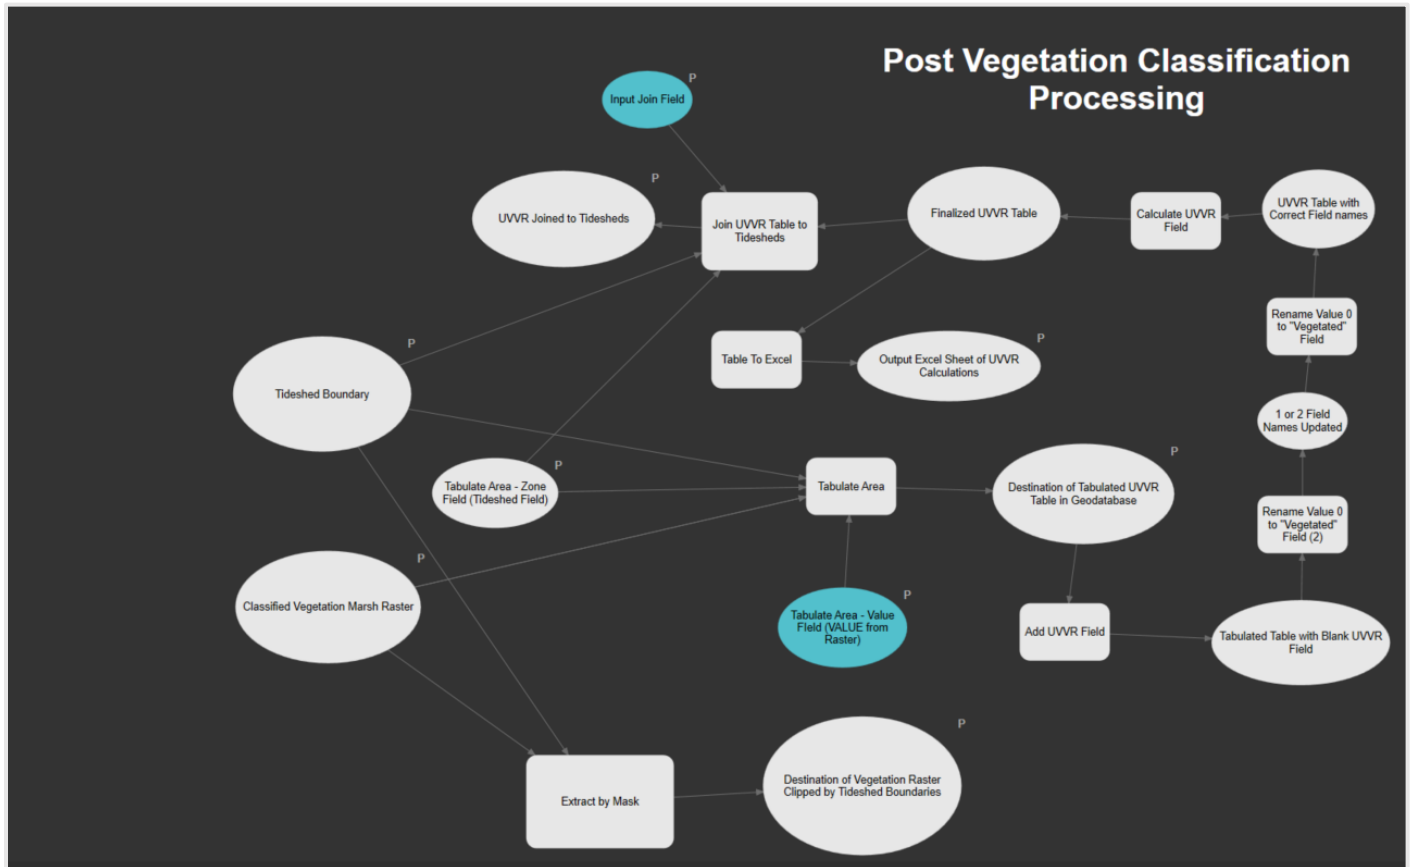 Post Vegetation Classification
Processing
P
Input Join Field
P
UVVR Joined to Tidesheds
Join UVVR Table to
Tidesheds
Finalized UVVR Table
Calculate UVVR
Field
UVVR Table with
Correct Field names
Rename Value 0
to "Vegetated"
Field
P
Tideshed Boundary
Table To Excel
P
Output Excel Sheet of UVVR
Calculations
1 or 2 Field
Names Updated
P
Tabulate Area - Zone
Field (Tideshed Field)
Tabulate Area
P
Destination of Tabulated UVVR
Table in Geodatabase
Rename Value 0
to "Vegetated"
Field (2)
P
Classified Vegetation Marsh Raster
P
Tabulate Area - Value
FIeld (VALUE from
Raster)
Add UVVR Field
Tabulated Table with Blank UVVR
Field
Extract by Mask
P
Destination of Vegetation Raster
Clipped by Tideshed Boundaries